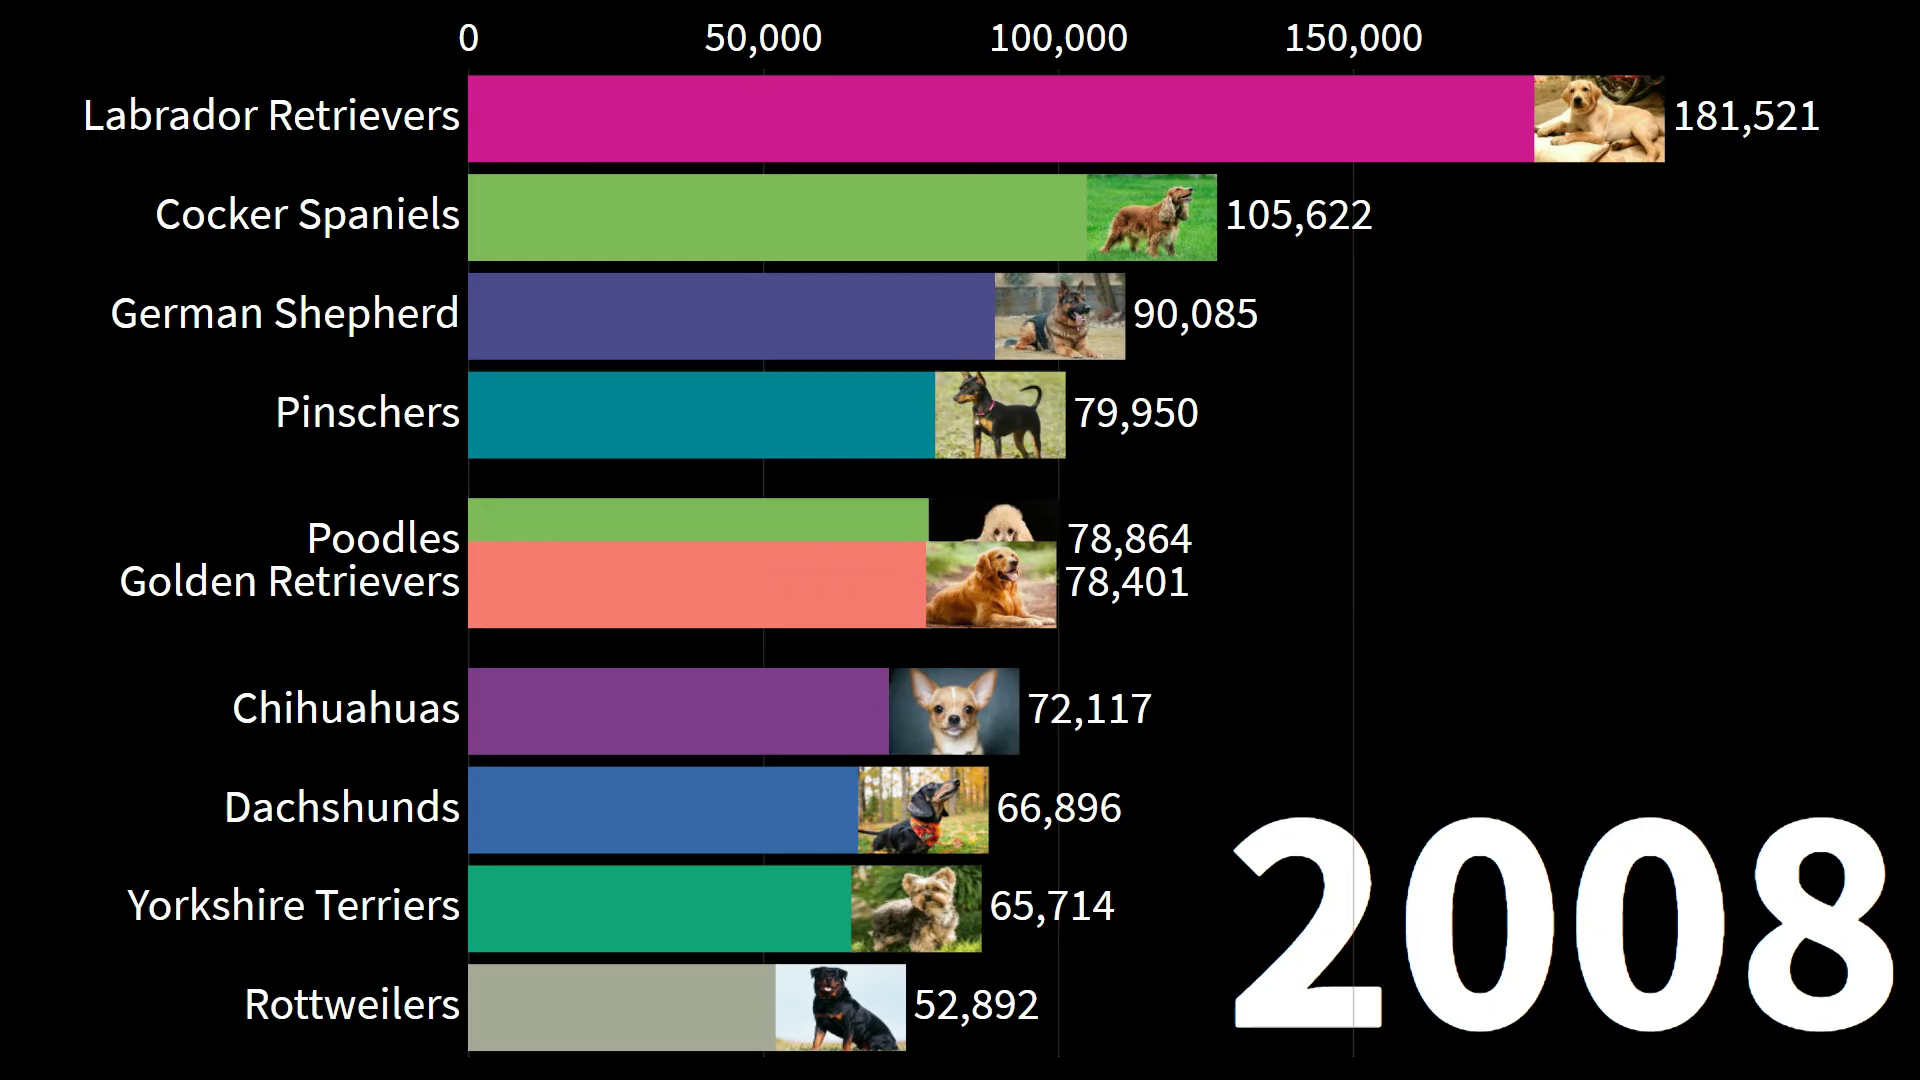 0 50,000 100,000 150,000
Labrador Retrievers 181,521
Cocker Spaniels 105,622
German Shepherd 90,085
Pinschers 79,950
Poodles 78,864
Golden Retrievers 78,401
Chihuahuas 72,117
Dachshunds 66,896
Yorkshire Terriers 65,714
Rottweilers 52,892
2008